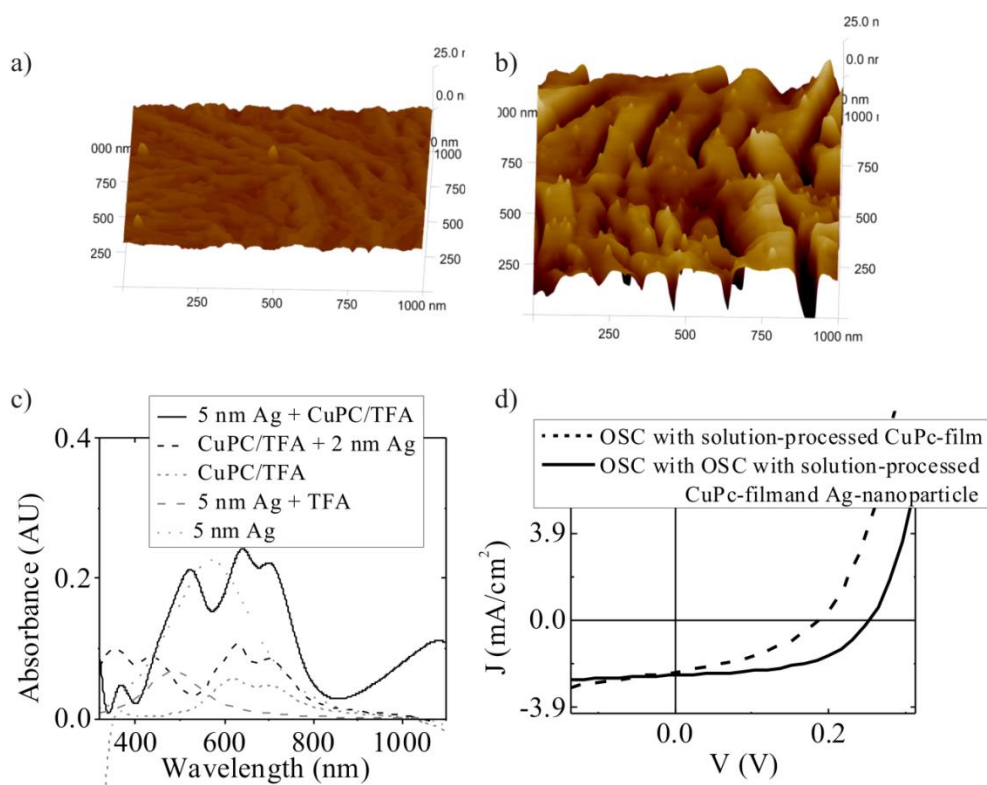 a)
25.0 r
0.0 nm
000 nm
0 nm
1000
750
750
500
500
250
250
250
500
750
1000 nm
b)
25.0 r
0.0
000 nm
0 nm
1000
750
750
500
500
250
250
250
500
750
1000 nm
c)
5 nm Ag + CuPC/TFA
CuPC/TFA + 2 nm Ag
CuPC/TFA
5 nm Ag + TFA
5 nm Ag
0.4
0.2
0.0
Absorbance (AU)
400 600 800 1000
Wavelength (nm)
d)
OSC with solution-processed CuPc-film
OSC with OSC with solution-processed
CuPc-filmand Ag-nanoparticle
3.9
0.0
-3.9
J (mA/cm²)
0.0 0.2
V (V)